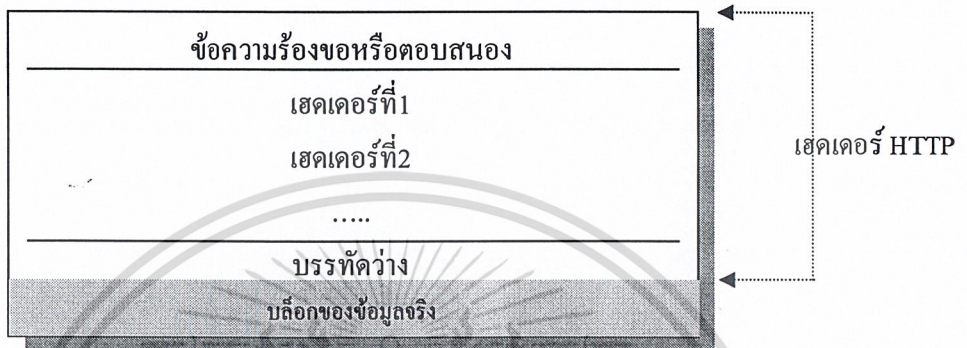 ข้อความร้องขอหรือตอบสนอง
เฮดเดอร์ที่1
เฮดเดอร์ที่2
.....
บรรทัดว่าง
บล็อกของข้อมูลจริง
เฮดเดอร์ HTTP